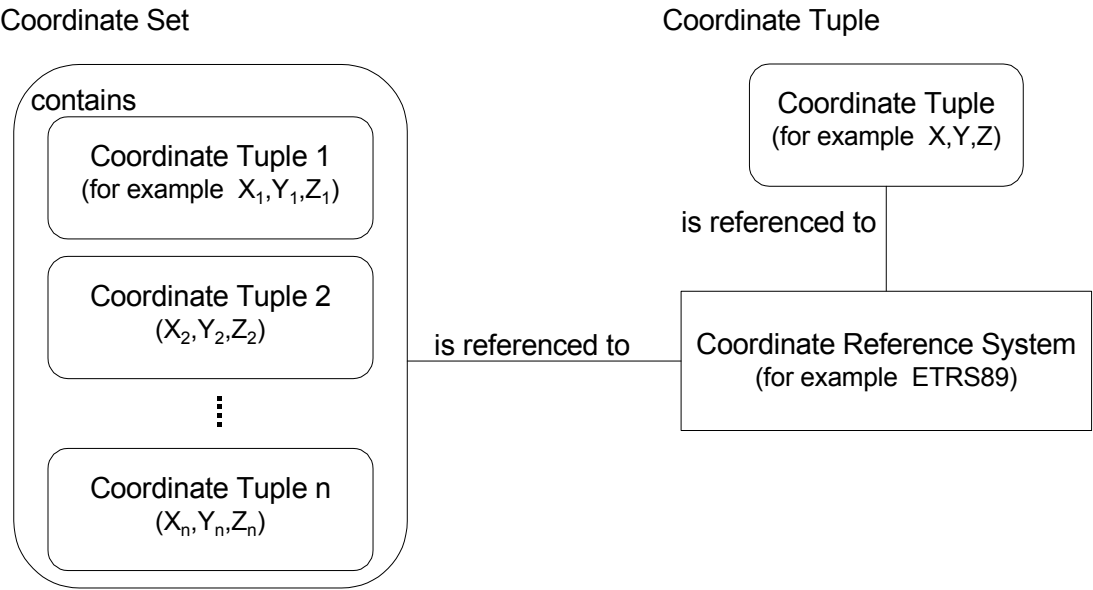 Coordinate Set
contains
Coordinate Tuple 1
(for example X₁,Y₁,Z₁)
Coordinate Tuple 2
(X₂,Y₂,Z₂)
Coordinate Tuple n
(Xₙ,Yₙ,Zₙ)
is referenced to
Coordinate Tuple
Coordinate Tuple
(for example X,Y,Z)
is referenced to
Coordinate Reference System
(for example ETRS89)